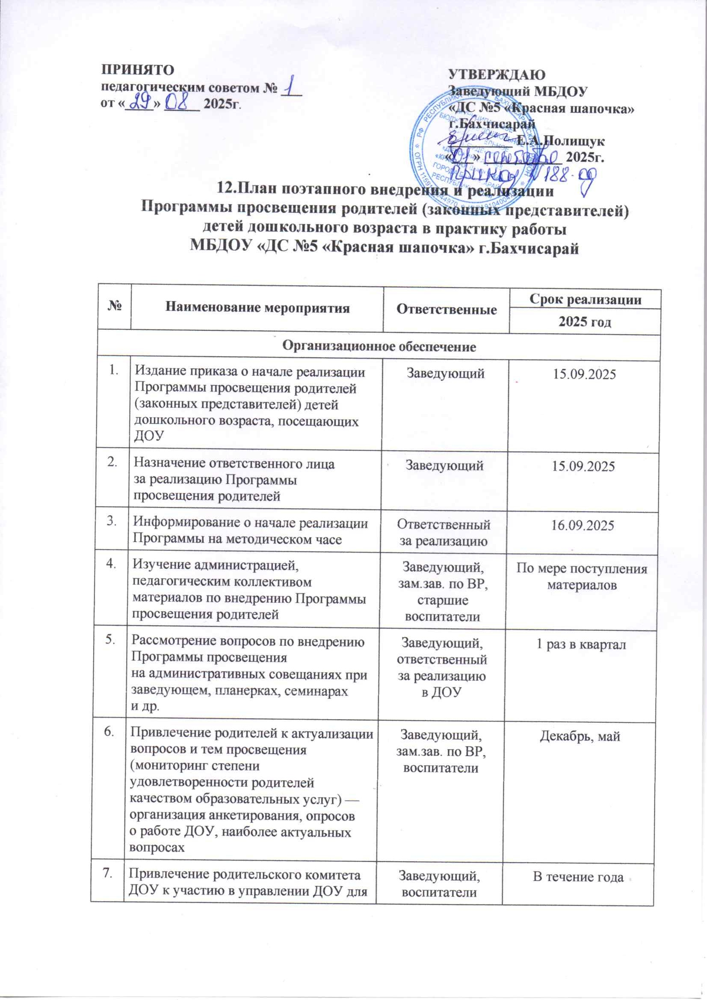 ПРИНЯТО
педагогическим советом № 1
от «29» 08 2025г.
УТВЕРЖДАЮ
Заведующий МБДОУ
«ДС №5 «Красная шапочка»
г.Бахчисарай
Е.А.Полищук
«01» сентября 2025г.
Приказ № 188-од
12.План поэтапного внедрения и реализации
Программы просвещения родителей (законных представителей)
детей дошкольного возраста в практику работы
МБДОУ «ДС №5 «Красная шапочка» г.Бахчисарай
№ Наименование мероприятия Ответственные Срок реализации
2025 год
Организационное обеспечение
1. Издание приказа о начале реализации Заведующий 15.09.2025
Программы просвещения родителей
(законных представителей) детей
дошкольного возраста, посещающих
ДОУ
2. Назначение ответственного лица Заведующий 15.09.2025
за реализацию Программы
просвещения родителей
3. Информирование о начале реализации Ответственный 16.09.2025
Программы на методическом часе за реализацию
4. Изучение администрацией, Заведующий, По мере поступления
педагогическим коллективом зам.зав. по ВР, материалов
материалов по внедрению Программы старшие
просвещения родителей воспитатели
5. Рассмотрение вопросов по внедрению Заведующий, 1 раз в квартал
Программы просвещения ответственный
на административных совещаниях при за реализацию
заведующем, планерках, семинарах в ДОУ
и др.
6. Привлечение родителей к актуализации Заведующий, Декабрь, май
вопросов и тем просвещения зам.зав. по ВР,
(мониторинг степени воспитатели
удовлетворенности родителей
качеством образовательных услуг) —
организация анкетирования, опросов
о работе ДОУ, наиболее актуальных
вопросах
7. Привлечение родительского комитета Заведующий, В течение года
ДОУ к участию в управлении ДОУ для воспитатели